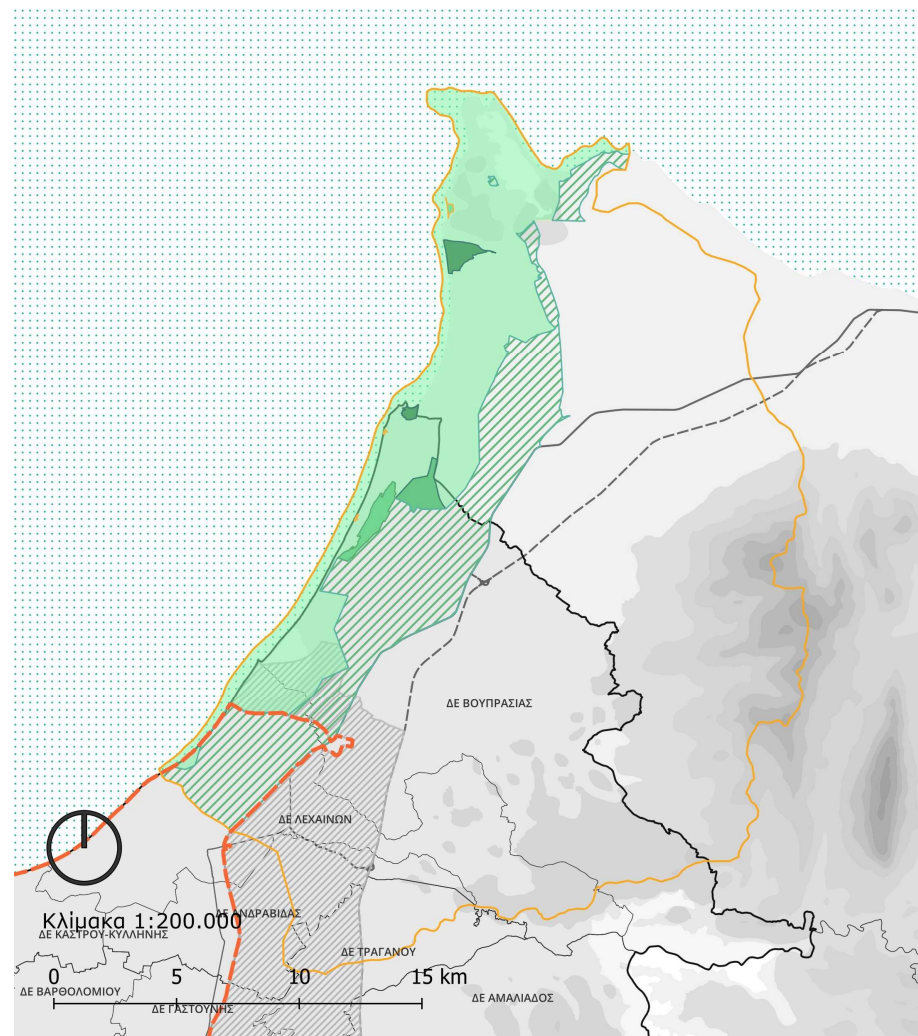 ΔΕ ΒΟΥΠΡΑΣΙΑΣ
ΔΕ ΛΕΧΑΙΝΩΝ
Κλίμακα 1:200.000
ΔΕ ΑΝΔΡΑΒΙΔΑΣ
ΔΕ ΚΑΣΤΡΟΥ-ΚΥΛΛΗΝΗΣ
ΔΕ ΤΡΑΓΑΝΟΥ
0 5 10 15 km
ΔΕ ΒΑΡΘΟΛΟΜΙΟΥ
ΔΕ ΑΜΑΛΙΑΔΟΣ
ΔΕ ΓΑΣΤΟΥΝΗΣ